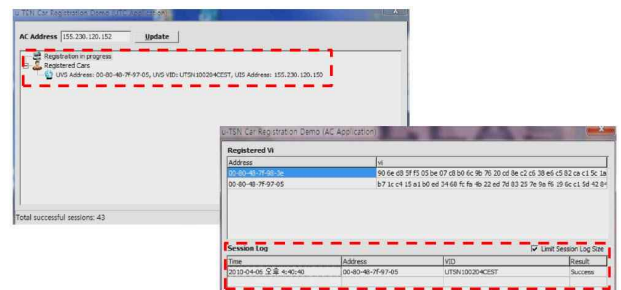 u-TSN Car Registration Demo (UTC Application)
AC Address 155.230.120.152 Update
Registration in progress
Registered Cars
UVS Address: 00-80-48-7f-97-05, UVS VID: UTSN100204CEST, UIS Address: 155.230.120.150
Total successful sessions: 43
u-TSN Car Registration Demo (AC Application)
Registered Vi
Address vi
00-80-48-7f-98-3e 90 6e d8 5f f5 05 be 07 c8 b0 6c 9b 76 20 cd 8e c2 c6 38 e6 c5 82 ca c1 5c 1a
00-80-48-7f-97-05 b7 1c c4 15 a1 b0 ed 34 68 fc fa 4b 22 ed 7d 83 25 7e 9a f6 29 6c c1 5d 42 84
Session Log Limit Session Log Size
Time Address VID Result
2010-04-06 오후 4:40:40 00-80-48-7f-97-05 UTSN100204CEST Success